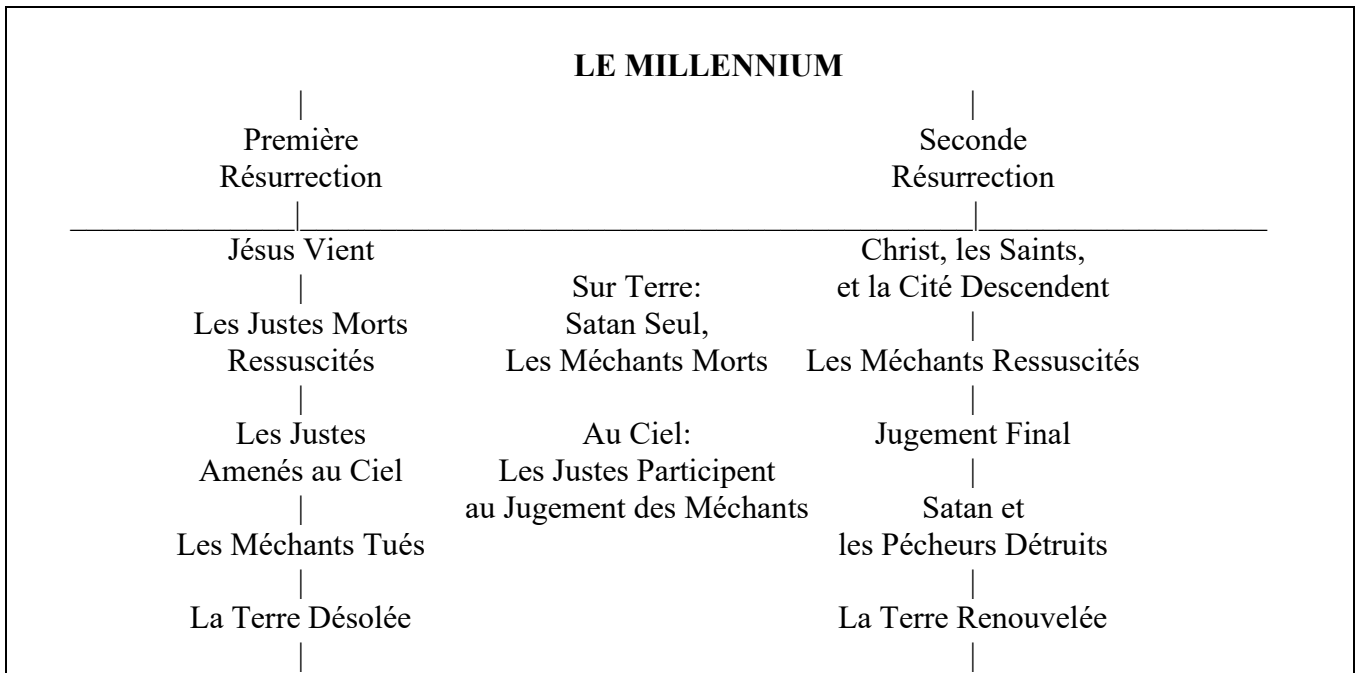 LE MILLENNIUM
Première
Résurrection
Seconde
Résurrection
Jésus Vient
Les Justes Morts
Ressuscités
Les Justes
Amenés au Ciel
Les Méchants Tués
La Terre Désolée
Sur Terre:
Satan Seul,
Les Méchants Morts
Au Ciel:
Les Justes Participent
au Jugement des Méchants
Christ, les Saints,
et la Cité Descendent
Les Méchants Ressuscités
Jugement Final
Satan et
les Pécheurs Détruits
La Terre Renouvelée